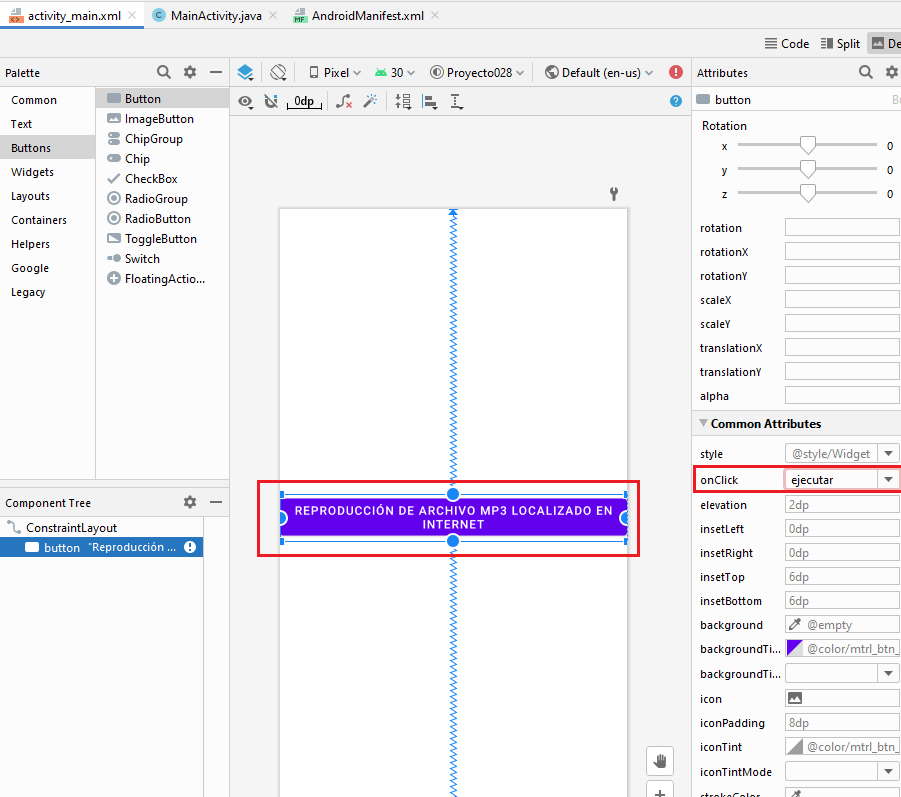 activity_main.xml
MainActivity.java
MF
AndroidManifest.xml
Code
Split
De
Palette
Pixel
30
Proyecto028
Default (en-us)
Attributes
Common
Text
Buttons
Widgets
Layouts
Containers
Helpers
Google
Legacy
Button
ImageButton
ChipGroup
Chip
CheckBox
RadioGroup
RadioButton
ToggleButton
Switch
FloatingActio...
0dp
button
Rotation
x 0
y 0
z 0
rotation
rotationX
rotationY
scaleX
scaleY
translationX
translationY
alpha
Common Attributes
style @style/Widget
onClick ejecutar
elevation 2dp
insetLeft 0dp
insetRight 0dp
insetTop 6dp
insetBottom 6dp
background @empty
backgroundTi... @color/mtrl_btn_
backgroundTi...
icon
iconPadding 8dp
iconTint @color/mtrl_btn_
iconTintMode
strokeColor
REPRODUCCIÓN DE ARCHIVO MP3 LOCALIZADO EN
INTERNET
Component Tree
ConstraintLayout
button "Reproducción ...